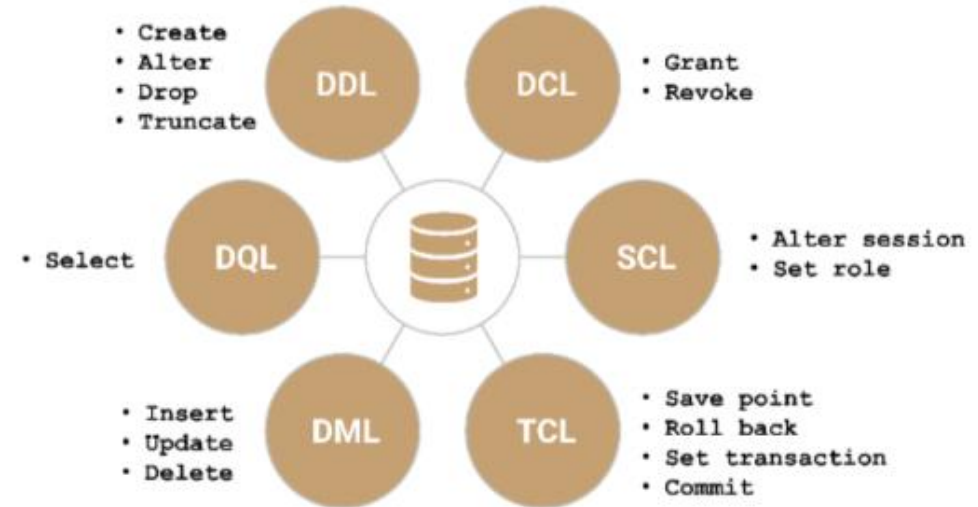 • Create
• Alter
• Drop
• Truncate
DDL
DCL
• Grant
• Revoke
• Select
DQL
SCL
• Alter session
• Set role
• Insert
• Update
• Delete
DML
TCL
• Save point
• Roll back
• Set transaction
• Commit